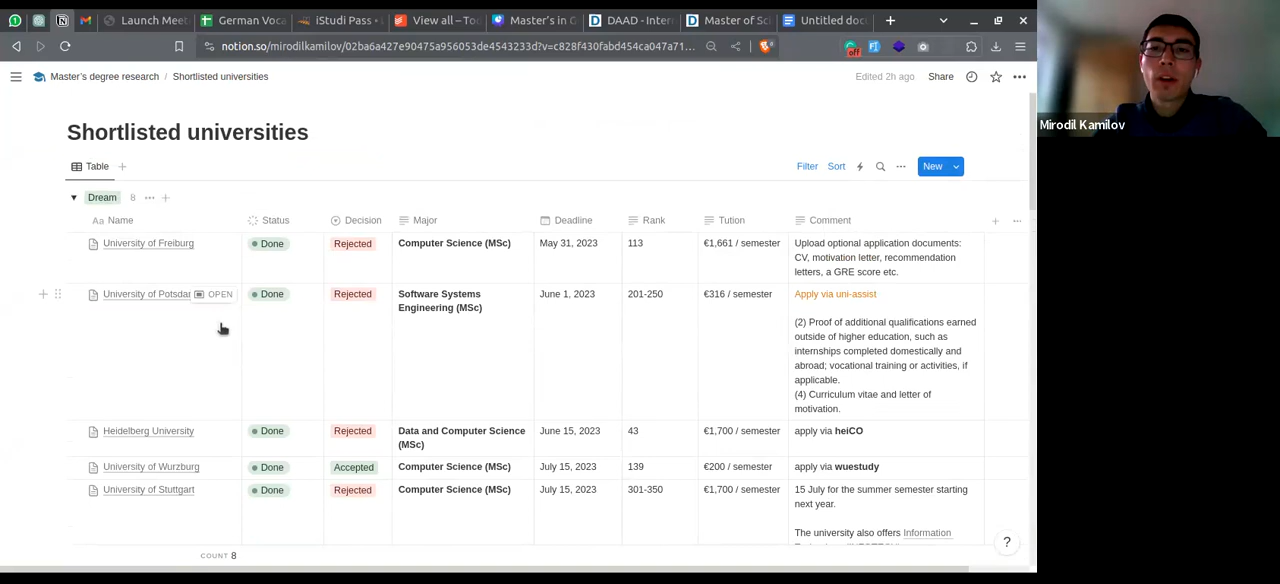 Launch Meet
German Voca
iStudi Pass •
View all – Too
Master's in G
DAAD - Inter
Master of Sci
Untitled doc
notion.so/mirodilkamilov/02ba6a427e90475a956053de4543233d?v=c828f430fabd454ca047a71...
off
Master's degree research / Shortlisted universities
Edited 2h ago
Share
Shortlisted universities
Table
Filter
Sort
New
Dream 8
Aa Name
Status
Decision
Major
Deadline
Rank
Tution
Comment
University of Freiburg
Done
Rejected
Computer Science (MSc)
May 31, 2023
113
€1,661 / semester
Upload optional application documents:
CV, motivation letter, recommendation
letters, a GRE score etc.
University of Potsdar
OPEN
Done
Rejected
Software Systems
Engineering (MSc)
June 1, 2023
201-250
€316 / semester
Apply via uni-assist
(2) Proof of additional qualifications earned
outside of higher education, such as
internships completed domestically and
abroad; vocational training or activities, if
applicable.
(4) Curriculum vitae and letter of
motivation.
Heidelberg University
Done
Rejected
Data and Computer Science
(MSc)
June 15, 2023
43
€1,700 / semester
apply via heiCO
University of Wurzburg
Done
Accepted
Computer Science (MSc)
July 15, 2023
139
€200 / semester
apply via wuestudy
University of Stuttgart
Done
Rejected
Computer Science (MSc)
July 15, 2023
301-350
€1,700 / semester
15 July for the summer semester starting
next year.
The university also offers Information
COUNT 8
?
Mirodil Kamilov